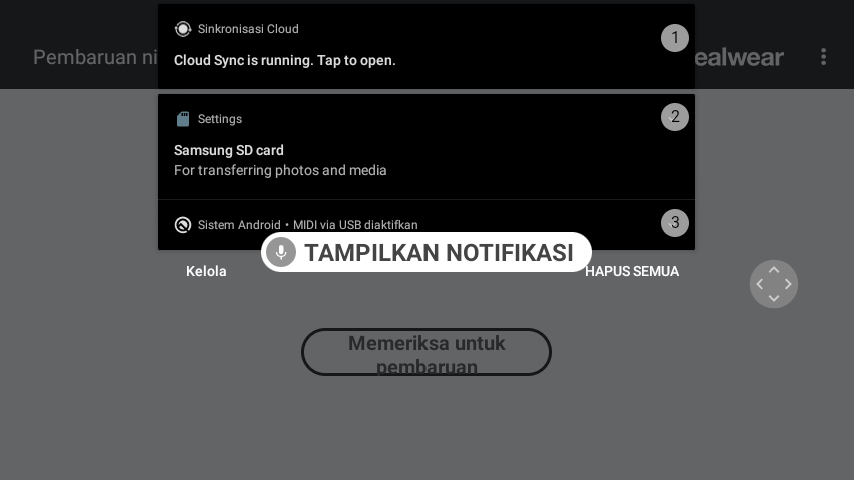 Sinkronisasi Cloud
1
Cloud Sync is running. Tap to open.
Pembaruan ni
ealwear
Settings
2
Samsung SD card
For transferring photos and media
Sistem Android • MIDI via USB diaktifkan
3
TAMPILKAN NOTIFIKASI
Kelola
HAPUS SEMUA
Memeriksa untuk
pembaruan